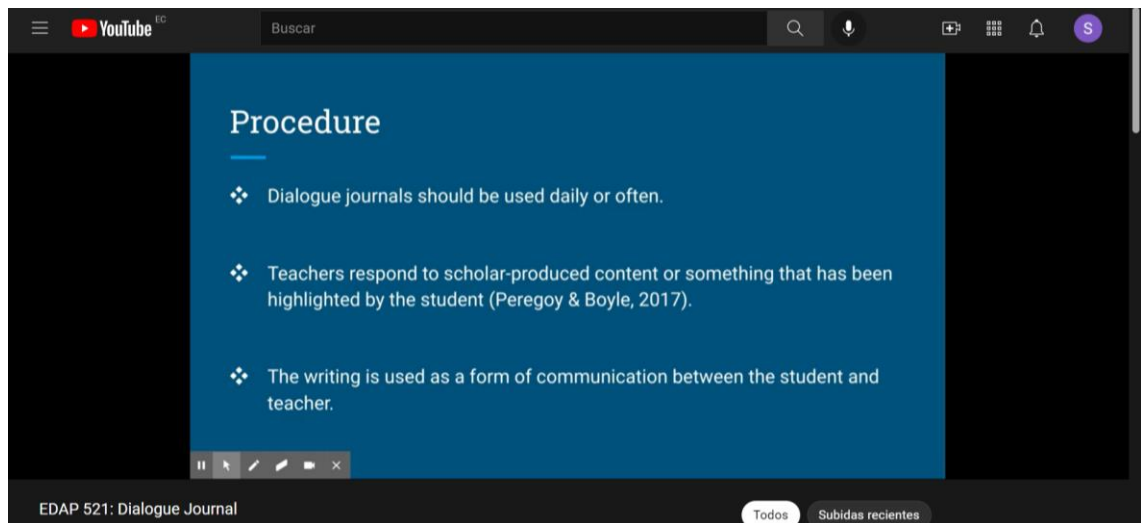 YouTube EC
Buscar
S
Procedure
Dialogue journals should be used daily or often.
Teachers respond to scholar-produced content or something that has been
highlighted by the student (Peregoy & Boyle, 2017).
The writing is used as a form of communication between the student and
teacher.
EDAP 521: Dialogue Journal
Todos Subidas recientes